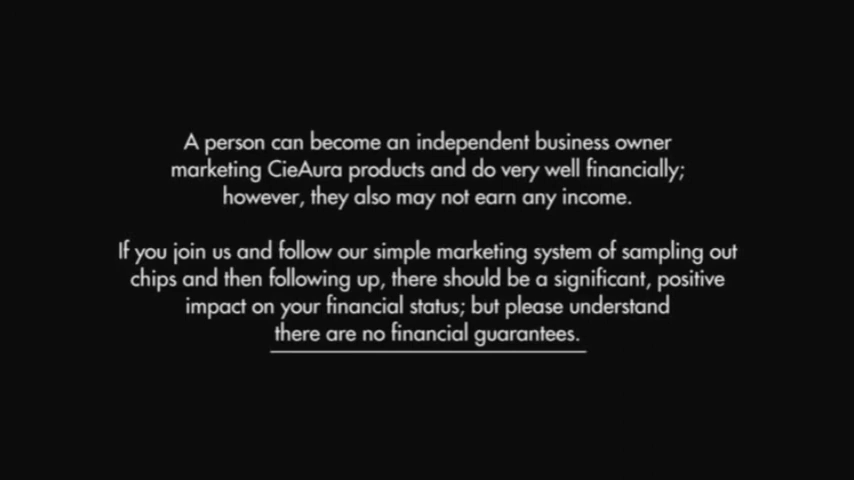 A person can become an independent business owner
marketing CieAura products and do very well financially;
however, they also may not earn any income.
If you join us and follow our simple marketing system of sampling out
chips and then following up, there should be a significant, positive
impact on your financial status; but please understand
there are no financial guarantees.